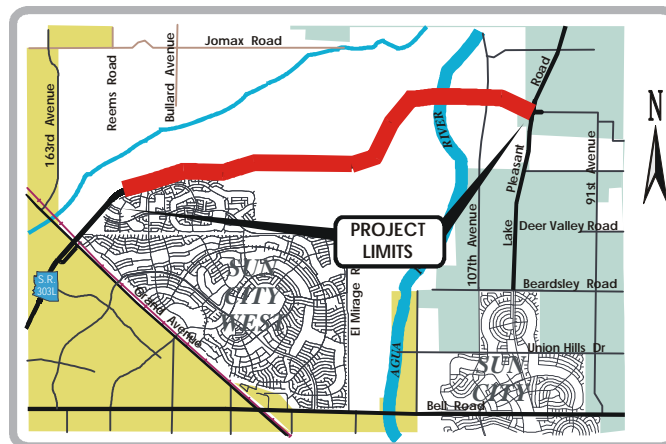 Jomax Road
163rd Avenue
Reems Road
Bullard Avenue
Road
RIVER
N
Pleasant
91st Avenue
PROJECT
LIMITS
107th Avenue
Lake
Deer Valley Road
S.R.
303L
SUN
CITY
WEST
Grand Avenue
El Mirage R
Beardsley Road
AGUA
Union Hills Dr
SUN
CITY
Bell Road